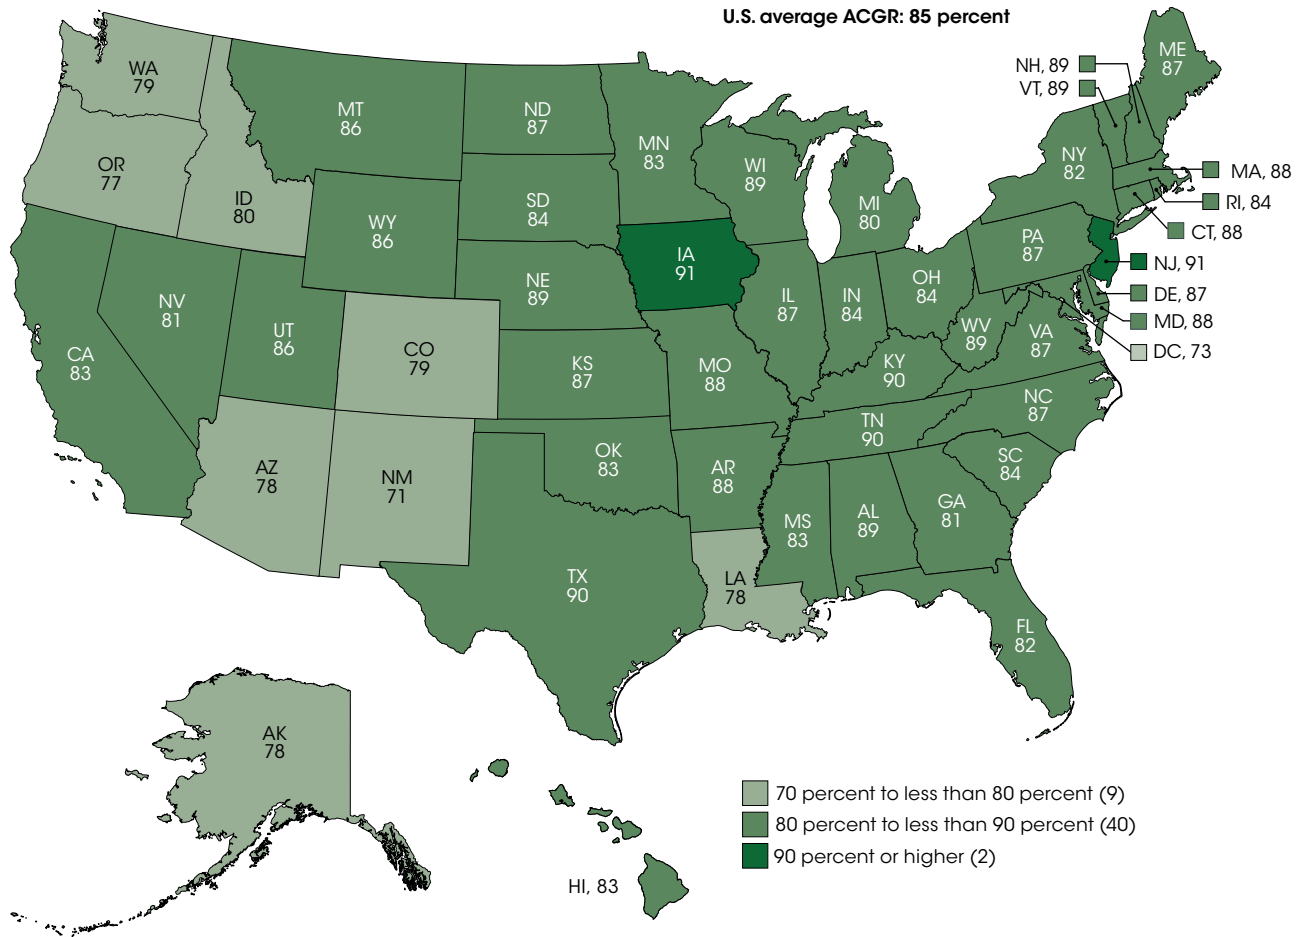 U.S. average ACGR: 85 percent
WA
79
OR
77
ID
80
MT
86
ND
87
MN
83
WI
89
MI
80
NY
82
ME
87
NH, 89
VT, 89
MA, 88
RI, 84
CT, 88
NJ, 91
DE, 87
MD, 88
DC, 73
WY
86
SD
84
IA
91
NE
89
PA
87
OH
84
IN
84
IL
87
NV
81
UT
86
CA
83
CO
79
KS
87
MO
88
KY
90
WV
89
VA
87
NC
87
TN
90
SC
84
AZ
78
NM
71
OK
83
AR
88
MS
83
AL
89
GA
81
TX
90
LA
78
FL
82
AK
78
HI, 83
70 percent to less than 80 percent (9)
80 percent to less than 90 percent (40)
90 percent or higher (2)